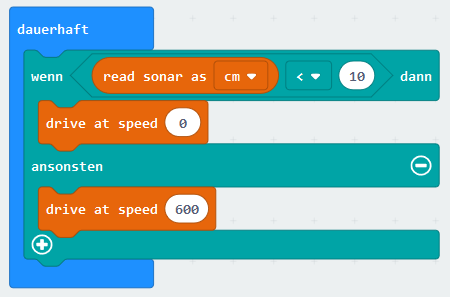 dauerhaft
wenn read sonar as cm < 10 dann
drive at speed 0
ansonsten
drive at speed 600